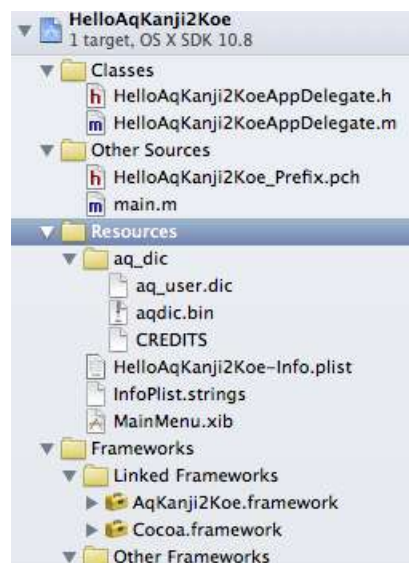 HelloAqKanji2Koe
1 target, OS X SDK 10.8
Classes
h HelloAqKanji2KoeAppDelegate.h
m HelloAqKanji2KoeAppDelegate.m
Other Sources
h HelloAqKanji2Koe_Prefix.pch
m main.m
Resources
aq_dic
aq_user.dic
aqdic.bin
CREDITS
HelloAqKanji2Koe-Info.plist
InfoPlist.strings
MainMenu.xib
Frameworks
Linked Frameworks
AqKanji2Koe.framework
Cocoa.framework
Other Frameworks